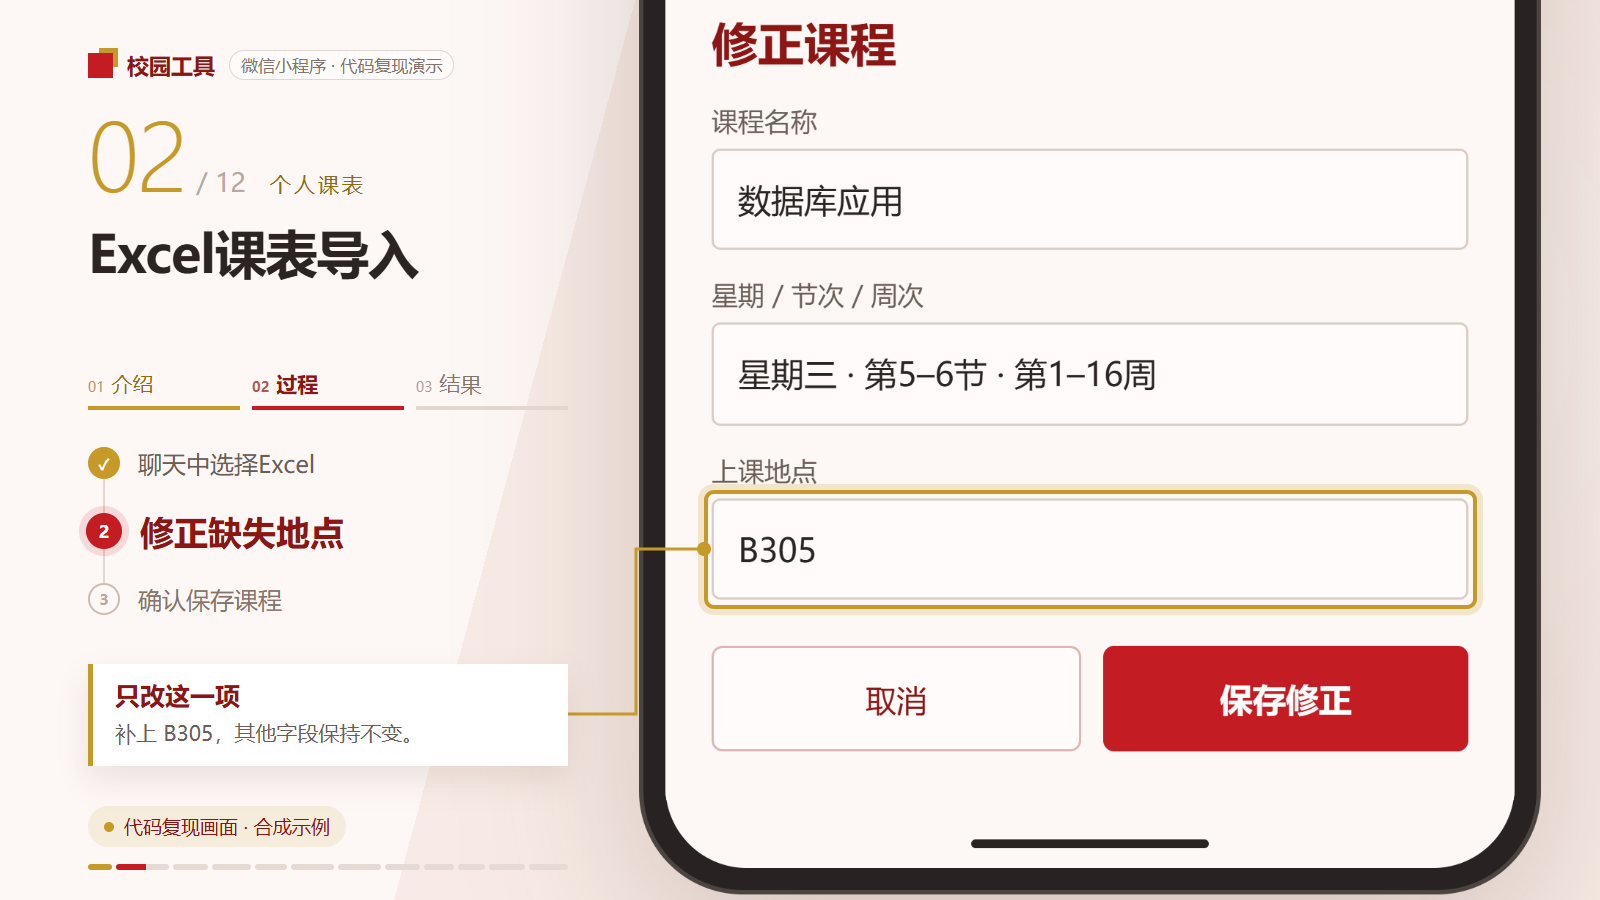 校园工具
微信小程序 · 代码复现演示
02 / 12 个人课表
Excel课表导入
01 介绍
02 过程
03 结果
✓ 聊天中选择Excel
2 修正缺失地点
3 确认保存课程
只改这一项
补上 B305，其他字段保持不变。
代码复现画面 · 合成示例
修正课程
课程名称
数据库应用
星期 / 节次 / 周次
星期三 · 第5–6节 · 第1–16周
上课地点
B305
取消
保存修正